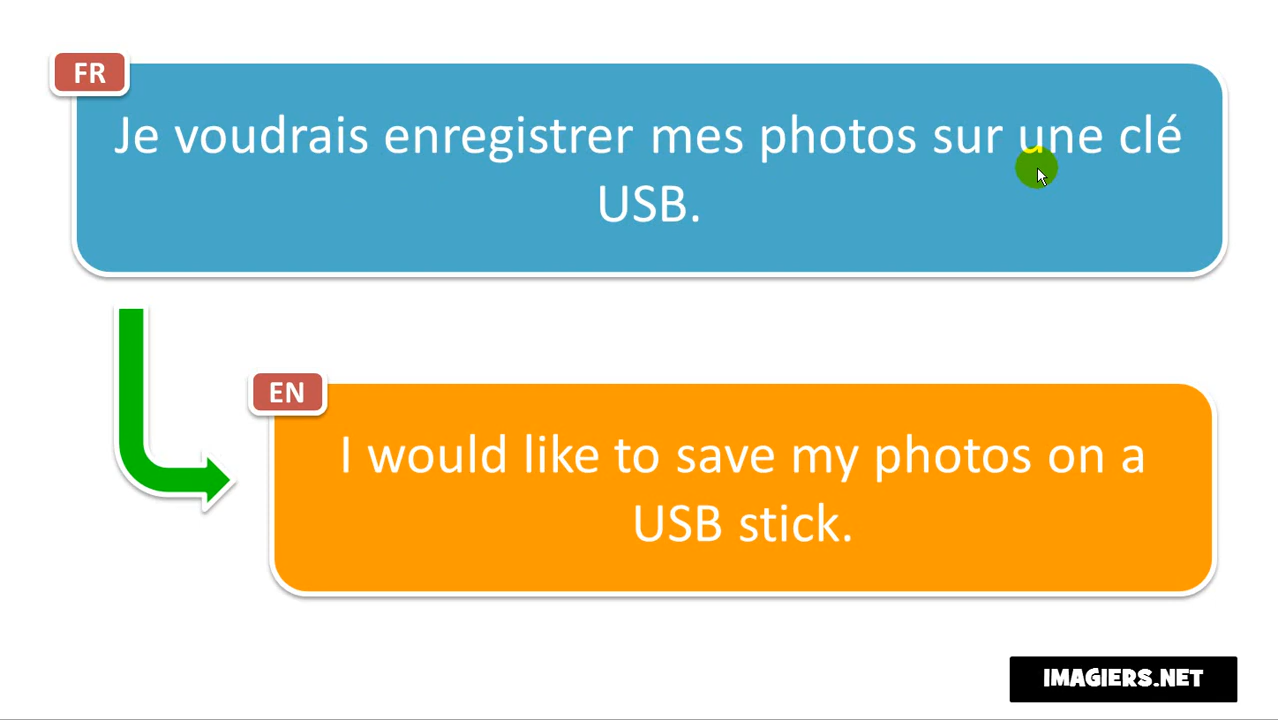 FR
Je voudrais enregistrer mes photos sur une clé
USB.
EN
I would like to save my photos on a
USB stick.
IMAGIERS.NET